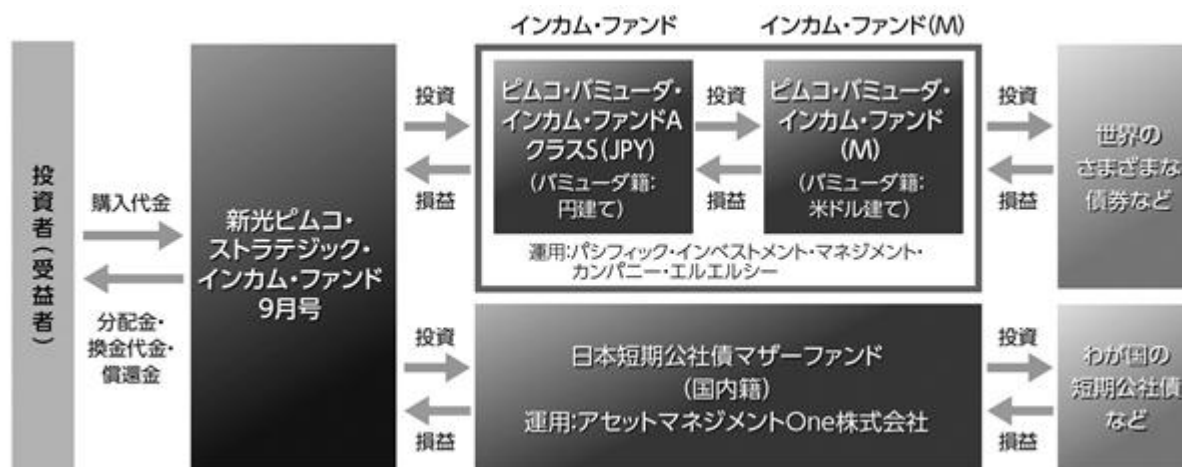 投資者（受益者）
購入代金
分配金・
換金代金・
償還金
新光ピムコ・
ストラテジック・
インカム・ファンド
9月号
投資
損益
インカム・ファンド
インカム・ファンド（M）
ピムコ・バミューダ・
インカム・ファンドA
クラスS（JPY）
（バミューダ籍：
円建て）
投資
損益
ピムコ・バミューダ・
インカム・ファンド
（M）
（バミューダ籍：
米ドル建て）
運用：パシフィック・インベストメント・マネジメント・
カンパニー・エルエルシー
投資
損益
世界の
さまざまな
債券など
投資
損益
日本短期公社債マザーファンド
（国内籍）
運用：アセットマネジメントOne株式会社
投資
損益
わが国の
短期公社債
など